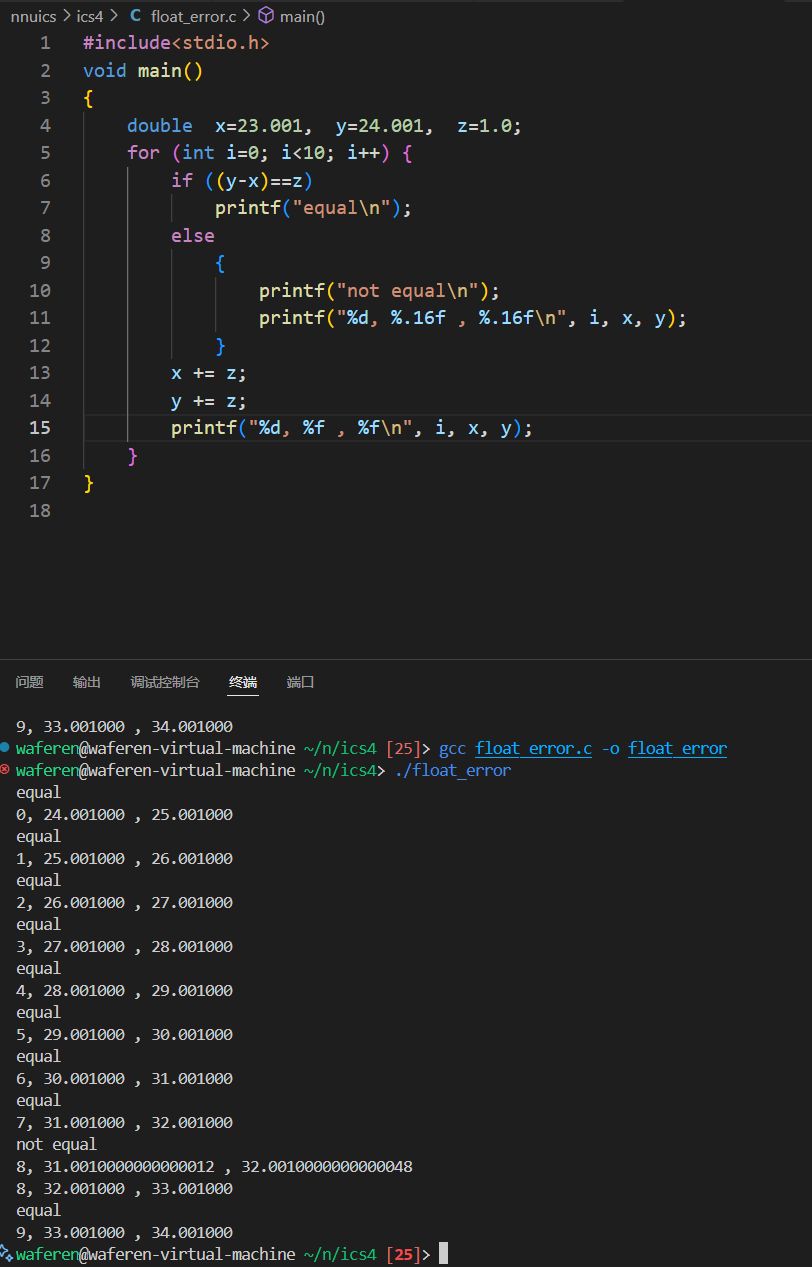 nnuics > ics4 > C float_error.c > main()
1 #include<stdio.h>
2 void main()
3 {
4     double  x=23.001,  y=24.001,  z=1.0;
5     for (int i=0; i<10; i++) {
6         if ((y-x)==z)
7             printf("equal\n");
8         else
9             {
10                 printf("not equal\n");
11                 printf("%d, %.16f , %.16f\n", i, x, y);
12             }
13         x += z;
14         y += z;
15         printf("%d, %f , %f\n", i, x, y);
16     }
17 }
18
问题 输出 调试控制台 终端 端口
9, 33.001000 , 34.001000
waferen@waferen-virtual-machine ~/n/ics4 [25]> gcc float_error.c -o float_error
waferen@waferen-virtual-machine ~/n/ics4> ./float_error
equal
0, 24.001000 , 25.001000
equal
1, 25.001000 , 26.001000
equal
2, 26.001000 , 27.001000
equal
3, 27.001000 , 28.001000
equal
4, 28.001000 , 29.001000
equal
5, 29.001000 , 30.001000
equal
6, 30.001000 , 31.001000
equal
7, 31.001000 , 32.001000
not equal
8, 31.0010000000000012 , 32.0010000000000048
8, 32.001000 , 33.001000
equal
9, 33.001000 , 34.001000
waferen@waferen-virtual-machine ~/n/ics4 [25]>